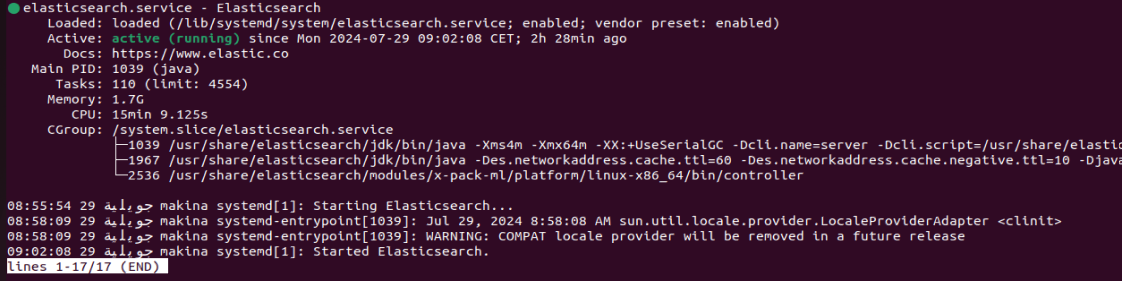 elasticsearch.service - Elasticsearch
Loaded: loaded (/lib/systemd/system/elasticsearch.service; enabled; vendor preset: enabled)
Active: active (running) since Mon 2024-07-29 09:02:08 CET; 2h 28min ago
Docs: https://www.elastic.co
Main PID: 1039 (java)
Tasks: 110 (limit: 4554)
Memory: 1.7G
CPU: 15min 9.125s
CGroup: /system.slice/elasticsearch.service
├─1039 /usr/share/elasticsearch/jdk/bin/java -Xms4m -Xmx64m -XX:+UseSerialGC -Dcli.name=server -Dcli.script=/usr/share/elasti
├─1967 /usr/share/elasticsearch/jdk/bin/java -Des.networkaddress.cache.ttl=60 -Des.networkaddress.cache.negative.ttl=10 -Djava
└─2536 /usr/share/elasticsearch/modules/x-pack-ml/platform/linux-x86_64/bin/controller
08:55:54 29 جويلية makina systemd[1]: Starting Elasticsearch...
08:58:09 29 جويلية makina systemd-entrypoint[1039]: Jul 29, 2024 8:58:08 AM sun.util.locale.provider.LocaleProviderAdapter <clinit>
08:58:09 29 جويلية makina systemd-entrypoint[1039]: WARNING: COMPAT locale provider will be removed in a future release
09:02:08 29 جويلية makina systemd[1]: Started Elasticsearch.
lines 1-17/17 (END)